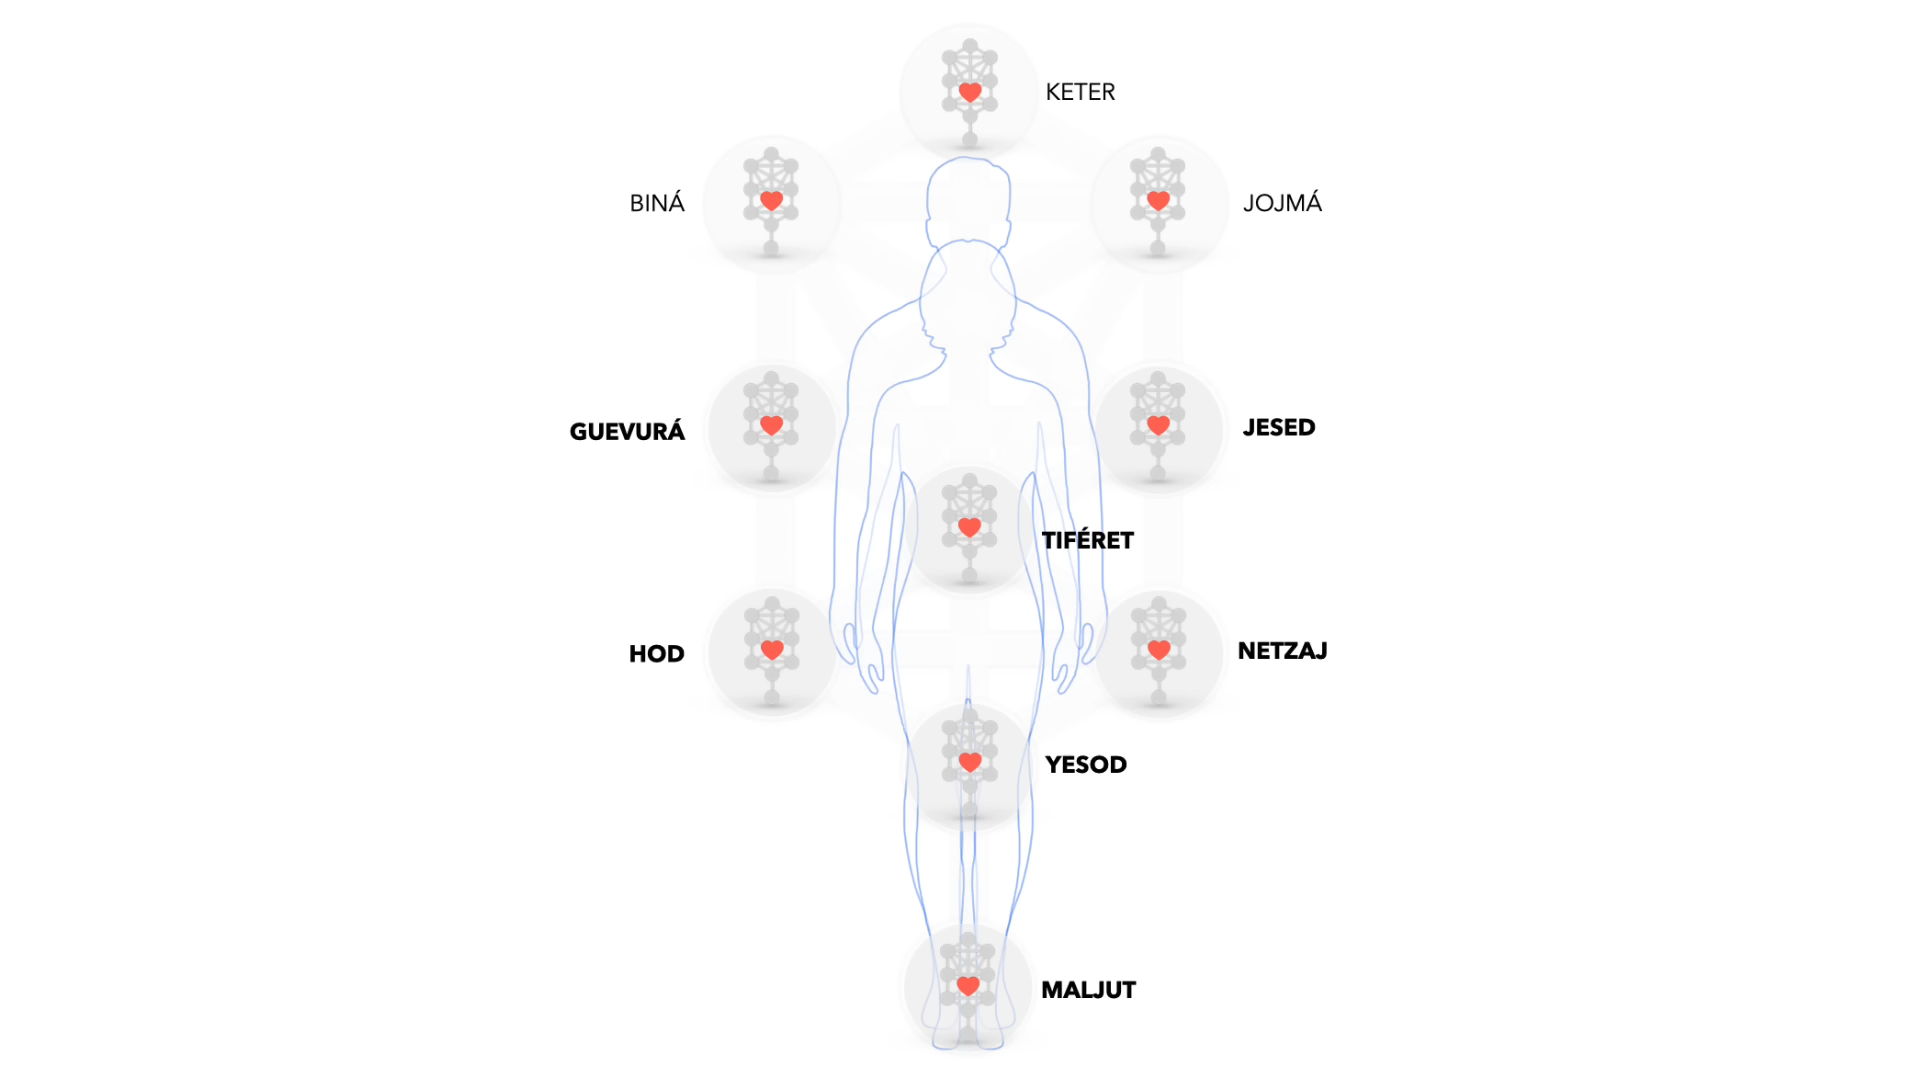 KETER
BINÁ
JOJMÁ
GUEVURÁ
JESED
TIFÉRET
HOD
NETZAJ
YESOD
MALJUT